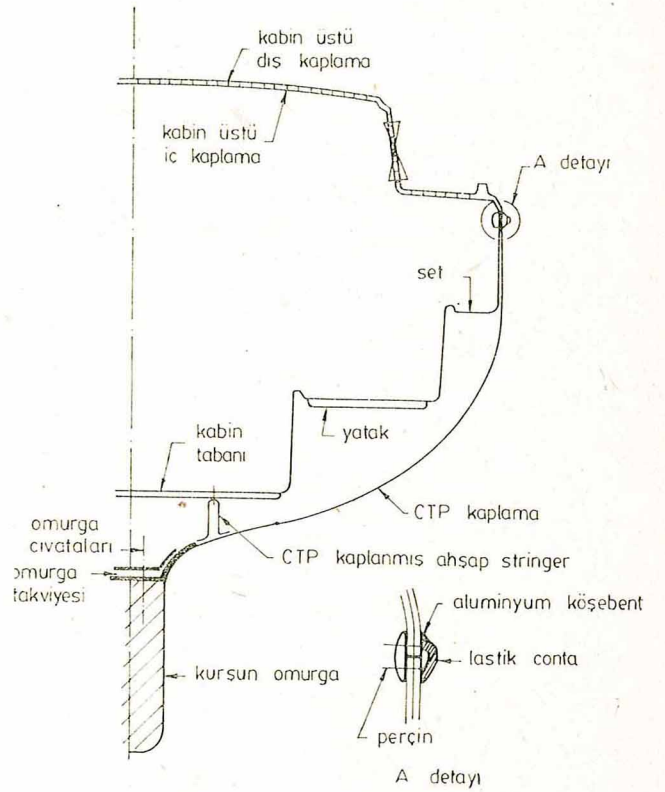 kabin üstü
dış kaplama
kabin üstü
ic kaplama
A detayı
set
yatak
kabin
tabanı
CTP kaplama
omurga
cıvataları
CTP kaplanmış ahşap stringer
omurga
takviyesi
aluminyum köşebent
lastik conta
kurşun omurga
perçin
A detayı